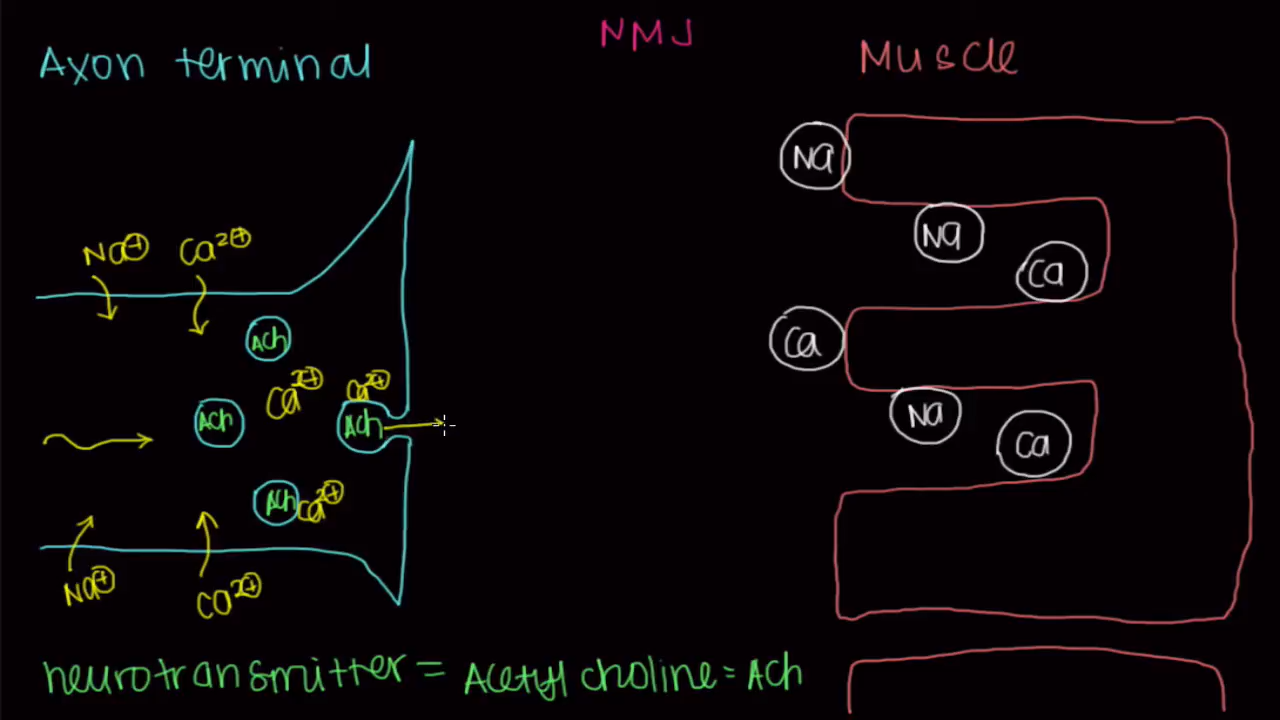 NMJ
Axon terminal
Muscle
Na
Na+ Ca2+
Na
Ca
ACh
Ca
Ca2+ Ca2+
ACh
ACh
Na
Ca
ACh Ca2+
Na+
Ca2+
neurotransmitter = Acetyl choline = ACh